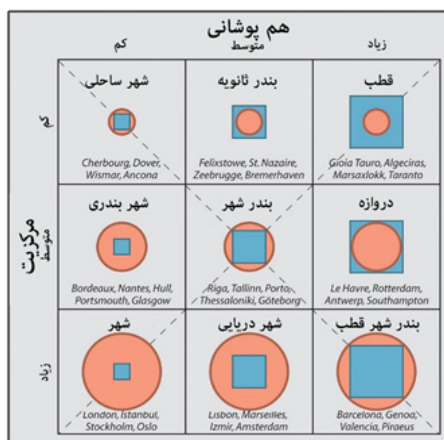 هم پوشانی
کم
متوسط
زیاد
مرکزیت
کم
متوسط
زیاد
شهر ساحلی
Cherbourg, Dover,
Wismar, Ancona
بندر ثانویه
Felixstowe, St. Nazaire,
Zeebrugge, Bremerhaven
قطب
Gioia Tauro, Algeciras,
Marsaxlokk, Taranto
شهر بندری
Bordeaux, Nantes, Hull,
Portsmouth, Glasgow
بندر شهر
Riga, Tallinn, Porto,
Thessaloniki, Göteborg
دروازه
Le Havre, Rotterdam,
Antwerp, Southampton
شهر
London, Istanbul,
Stockholm, Oslo
شهر دریایی
Lisbon, Marseilles,
Izmir, Amsterdam
بندر شهر قطب
Barcelona, Genoa,
Valencia, Piraeus